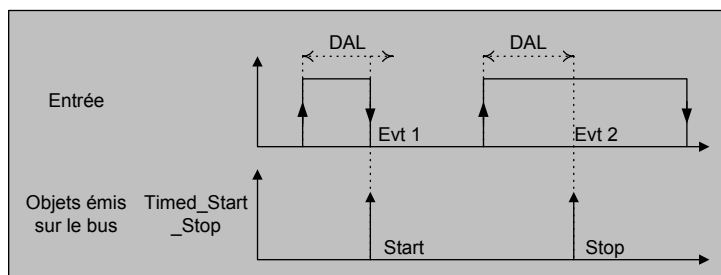 DAL
DAL
Entrée
Evt 1
Evt 2
Objets émis
sur le bus
Timed_Start
_Stop
Start
Stop